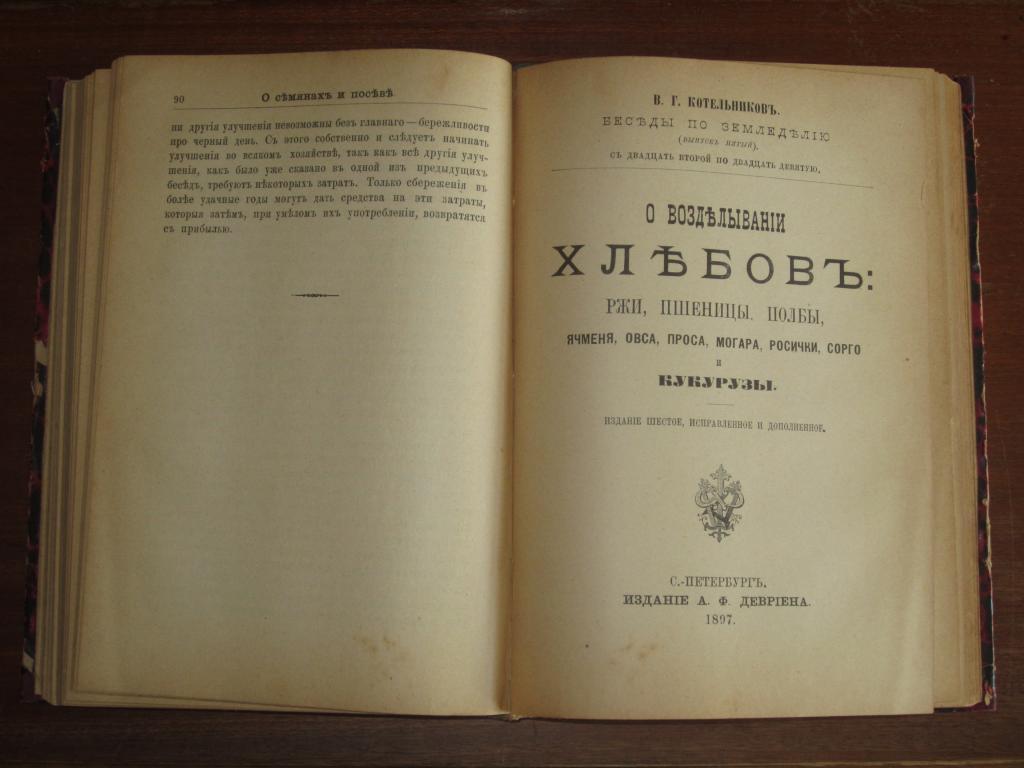 90
О сѣмянахъ и посѣвѣ
ни другія улучшенія невозможны безъ главнаго—бережливости
про черный день. Съ этого собственно и слѣдуетъ начинать
улучшенія во всякомъ хозяйствѣ, такъ какъ всѣ другія улуч-
шенія, какъ было уже сказано въ одной изъ предыдущихъ
бесѣдъ, требуютъ нѣкоторыхъ затратъ. Только сбереженія въ
болѣе удачные годы могутъ дать средства на эти затраты,
которыя затѣмъ, при умѣломъ ихъ употребленіи, возвратятся
съ прибылью.
В. Г. КОТЕЛЬНИКОВЪ.
БЕСѢДЫ ПО ЗЕМЛЕДѢЛІЮ
(ВЫПУСКЪ ПЯТЫЙ).
СЪ ДВАДЦАТЬ ВТОРОЙ ПО ДВАДЦАТЬ ДЕВЯТУЮ.
О ВОЗДѢЛЫВАНІИ
ХЛѢБОВЪ:
РЖИ, ПШЕНИЦЫ, ПОЛБЫ,
ЯЧМЕНЯ, ОВСА, ПРОСА, МОГАРА, РОСИЧКИ, СОРГО
И
КУКУРУЗЫ.
ИЗДАНІЕ ШЕСТОЕ, ИСПРАВЛЕННОЕ И ДОПОЛНЕННОЕ.
С.-ПЕТЕРБУРГЪ.
ИЗДАНІЕ А. Ф. ДЕВРІЕНА.
1897.